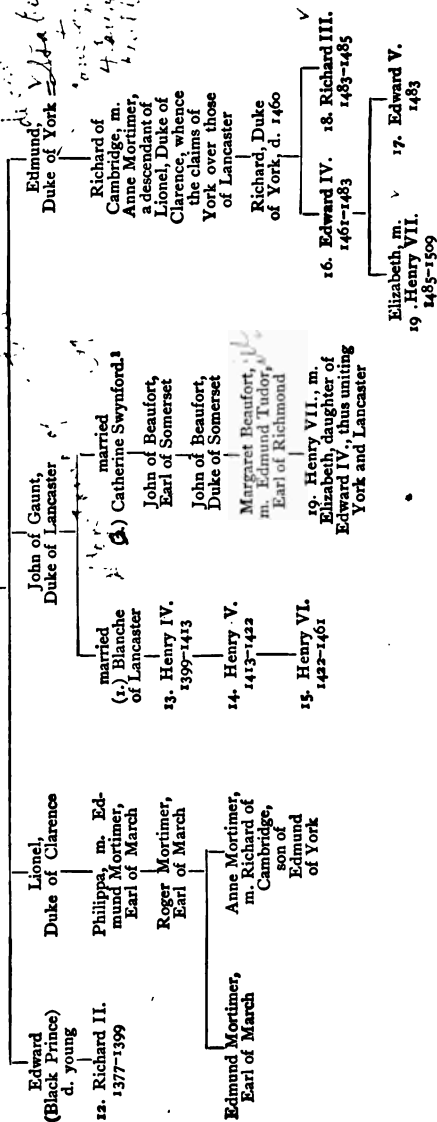 Edward
(Black Prince)
d. young
12. Richard II.
1377-1399
Lionel,
Duke of Clarence
Philippa, m. Ed-
mund Mortimer,
Earl of March
Roger Mortimer,
Earl of March
Edmund Mortimer,
Earl of March
Anne Mortimer,
m. Richard of
Cambridge,
son of
Edmund
of York
John of Gaunt,
Duke of Lancaster
married
(1.) Blanche
of Lancaster
13. Henry IV.
1399-1413
14. Henry V.
1413-1422
15. Henry VI.
1422-1461
married
(2.) Catherine Swynford.²
John of Beaufort,
Earl of Somerset
John of Beaufort,
Duke of Somerset
Margaret Beaufort,
m. Edmund Tudor,
Earl of Richmond
19. Henry VII., m.
Elizabeth, daughter of
Edward IV., thus uniting
York and Lancaster
Edmund,
Duke of York
Richard of
Cambridge, m.
Anne Mortimer,
a descendant of
Lionel, Duke of
Clarence, whence
the claims of
York over those
of Lancaster
Richard, Duke
of York, d. 1460
16. Edward IV.
1461-1483
18. Richard III.
1483-1485
Elizabeth, m.
19. Henry VII.
1485-1509
17. Edward V.
1483